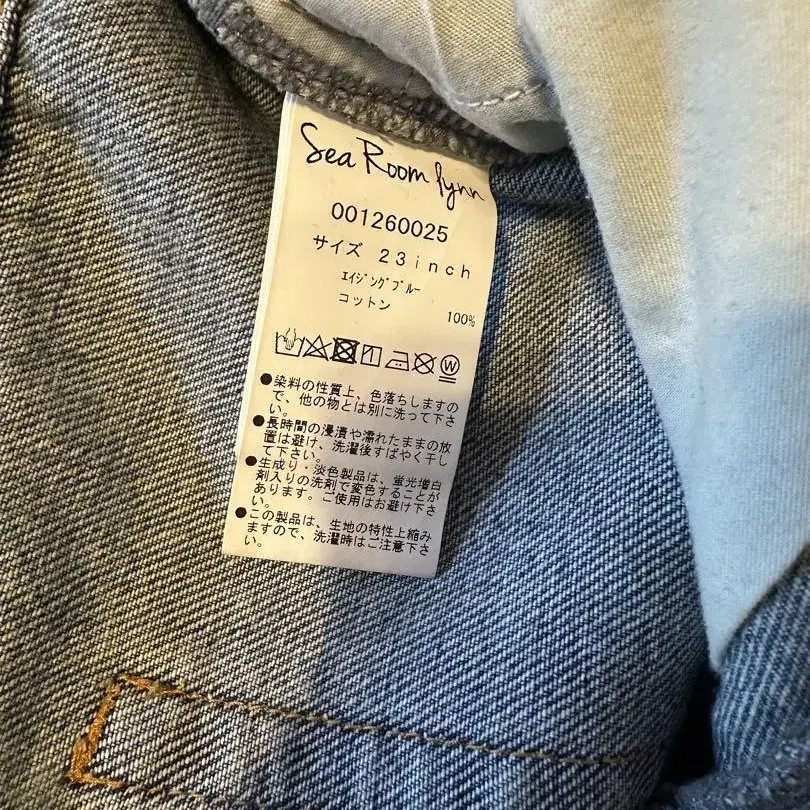 Sea Room lynn
001260025
サイズ 23inch
エイジングブルー
コットン 100%
W
●染料の性質上、色落ちしますの
で、他の物とは別に洗って下さ
い。
●長時間の浸漬や濡れたままの放
置は避け、洗濯後すばやく干し
て下さい。
●生成り・淡色製品は、蛍光増白
剤入りの洗剤で変色することが
あります。ご使用はお避け下さ
い。
●この製品は、生地の特性上縮み
ますので、洗濯時はご注意下さ
い。